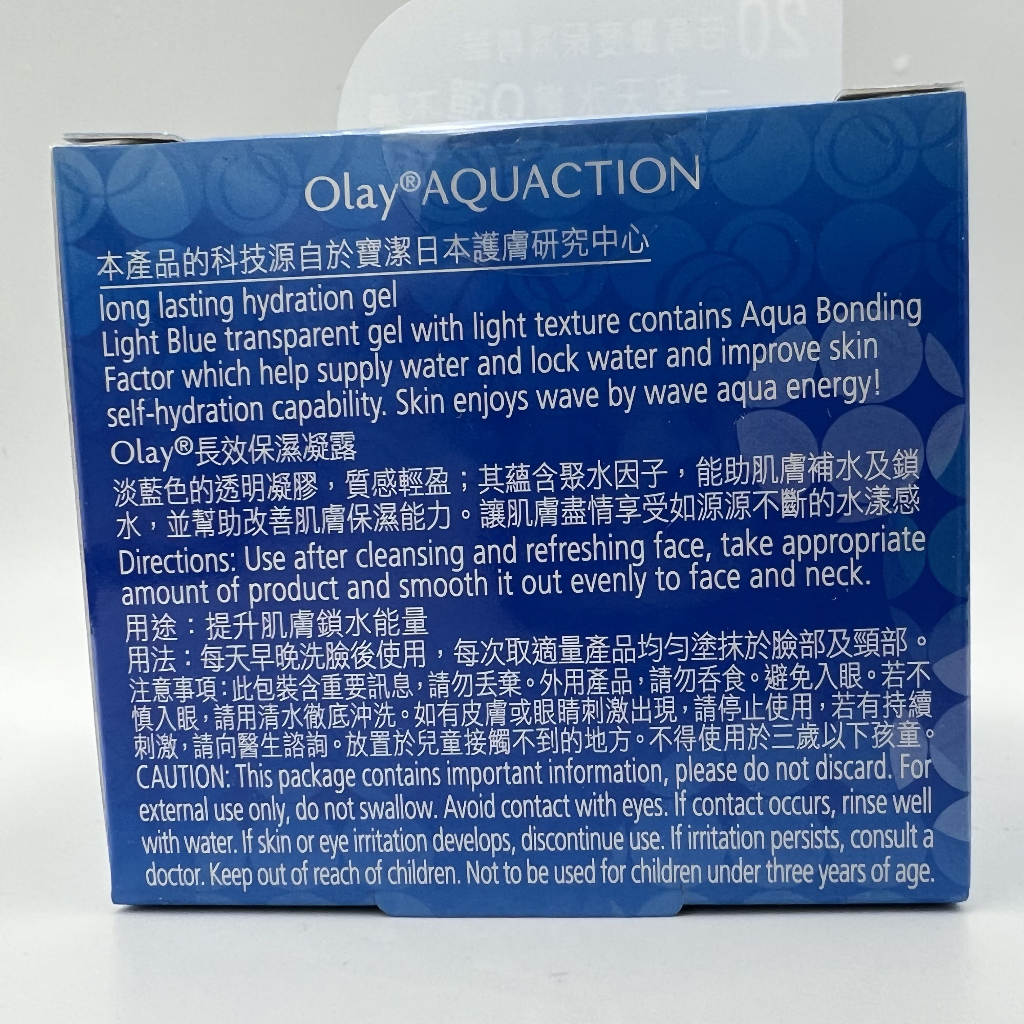 Olay®AQUACTION
本產品的科技源自於寶潔日本護膚研究中心
long lasting hydration gel
Light Blue transparent gel with light texture contains Aqua Bonding
Factor which help supply water and lock water and improve skin
self-hydration capability. Skin enjoys wave by wave aqua energy!
Olay®長效保濕凝露
淡藍色的透明凝膠，質感輕盈；其蘊含聚水因子，能助肌膚補水及鎖
水，並幫助改善肌膚保濕能力。讓肌膚盡情享受如源源不斷的水漾感
Directions: Use after cleansing and refreshing face, take appropriate
amount of product and smooth it out evenly to face and neck.
用途：提升肌膚鎖水能量
用法：每天早晚洗臉後使用，每次取適量產品均勻塗抹於臉部及頸部。
注意事項：此包裝含重要訊息，請勿丟棄。外用產品，請勿吞食。避免入眼。若不
慎入眼，請用清水徹底沖洗。如有皮膚或眼睛刺激出現，請停止使用，若有持續
刺激，請向醫生諮詢。放置於兒童接觸不到的地方。不得使用於三歲以下孩童。
CAUTION: This package contains important information, please do not discard. For
external use only, do not swallow. Avoid contact with eyes. If contact occurs, rinse well
with water. If skin or eye irritation develops, discontinue use. If irritation persists, consult a
doctor. Keep out of reach of children. Not to be used for children under three years of age.